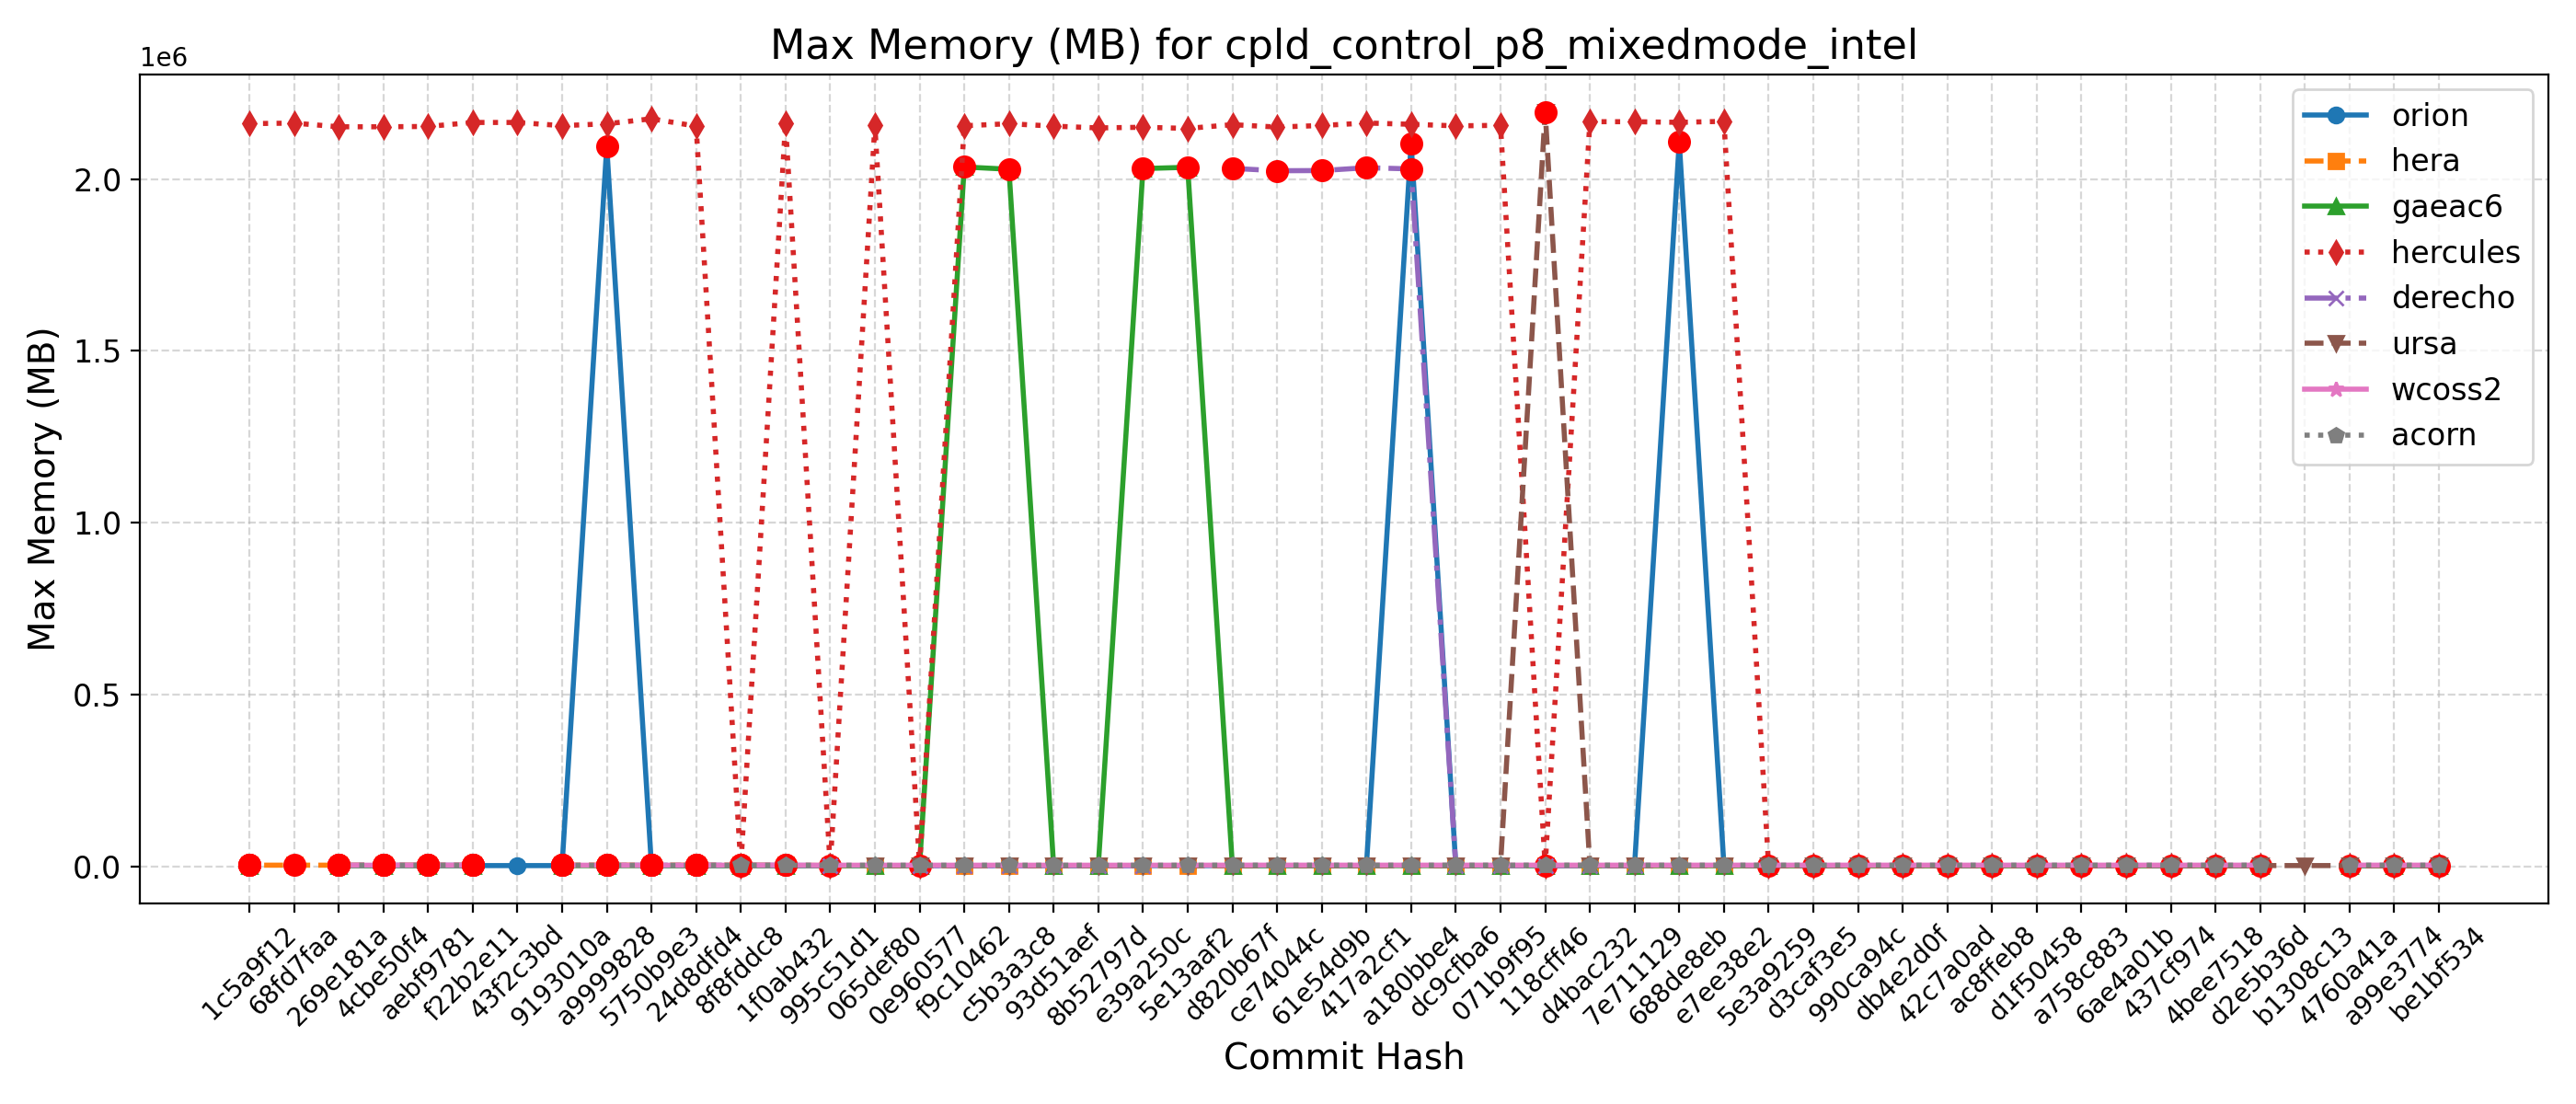 Max Memory (MB) for cpld_control_p8_mixedmode_intel
1e6
Max Memory (MB)
2.0
1.5
1.0
0.5
0.0
orion
hera
gaeac6
hercules
derecho
ursa
wcoss2
acorn
1c5a9f12
68fd7faa
269e181a
4cbe50f4
aebf9781
f22b2e11
43f2c3bd
9193010a
a9999828
5750b9e3
24d8dfd4
8f8fddc8
1f0ab432
995c51d1
065def80
0e960577
f9c10462
c5b3a3c8
93d51aef
8b52797d
e39a250c
5e13aaf2
d820b67f
ce74044c
61e54d9b
417a2cf1
a180bbe4
dc9cfba6
071b9f95
118cff46
d4bac232
7e711129
688de8eb
e7ee38e2
5e3a9259
d3caf3e5
990ca94c
db4e2d0f
42c7a0ad
ac8ffeb8
d1f50458
a758c883
6ae4a01b
437cf974
4bee7518
d2e5b36d
b1308c13
4760a41a
a99e3774
be1bf534
Commit Hash